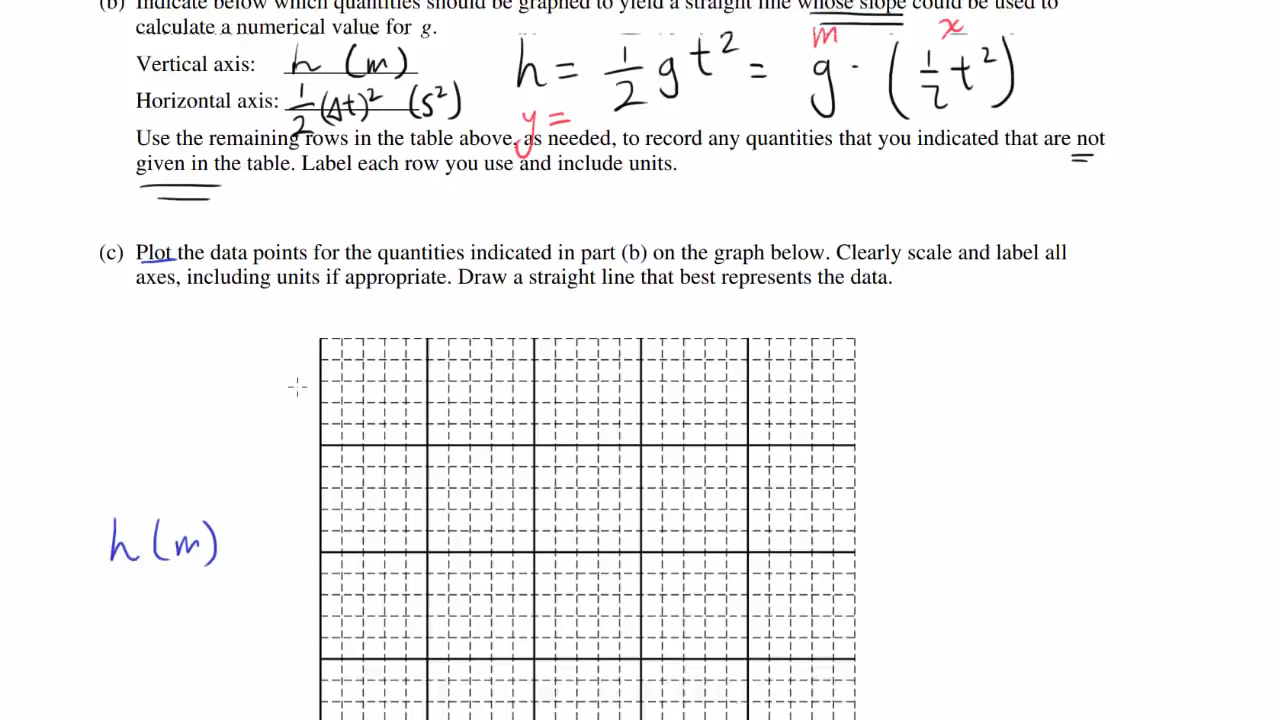 (b) Indicate below which quantities should be graphed to yield a straight line whose slope could be used to
calculate a numerical value for g.
Vertical axis: h (m)
Horizontal axis: 1/2 (Δt)² (s²)
h = 1/2 g t² = g · (1/2 t²)
m
x
y =
Use the remaining rows in the table above, as needed, to record any quantities that you indicated that are not
given in the table. Label each row you use and include units.
(c) Plot the data points for the quantities indicated in part (b) on the graph below. Clearly scale and label all
axes, including units if appropriate. Draw a straight line that best represents the data.
h (m)